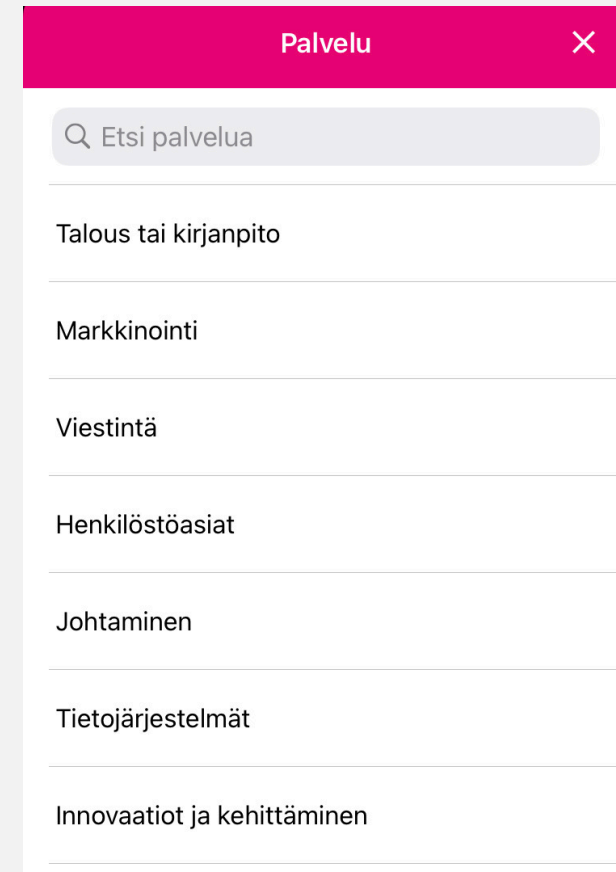 Palvelu
Etsi palvelua
Talous tai kirjanpito
Markkinointi
Viestintä
Henkilöstöasiat
Johtaminen
Tietojärjestelmät
Innovaatiot ja kehittäminen